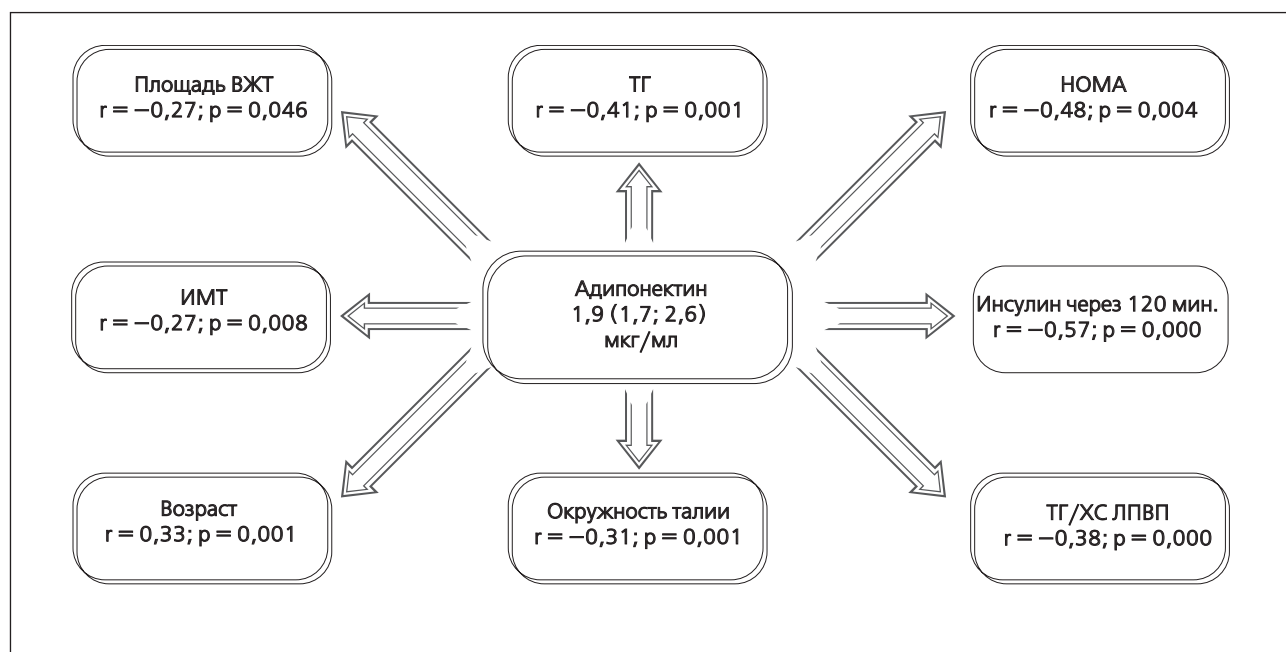 Площадь ВЖТ
r = −0,27; p = 0,046
ТГ
r = −0,41; p = 0,001
НОМА
r = −0,48; p = 0,004
ИМТ
r = −0,27; p = 0,008
Адипонектин
1,9 (1,7; 2,6)
мкг/мл
Инсулин через 120 мин.
r = −0,57; p = 0,000
Возраст
r = 0,33; p = 0,001
Окружность талии
r = −0,31; p = 0,001
ТГ/ХС ЛПВП
r = −0,38; p = 0,000